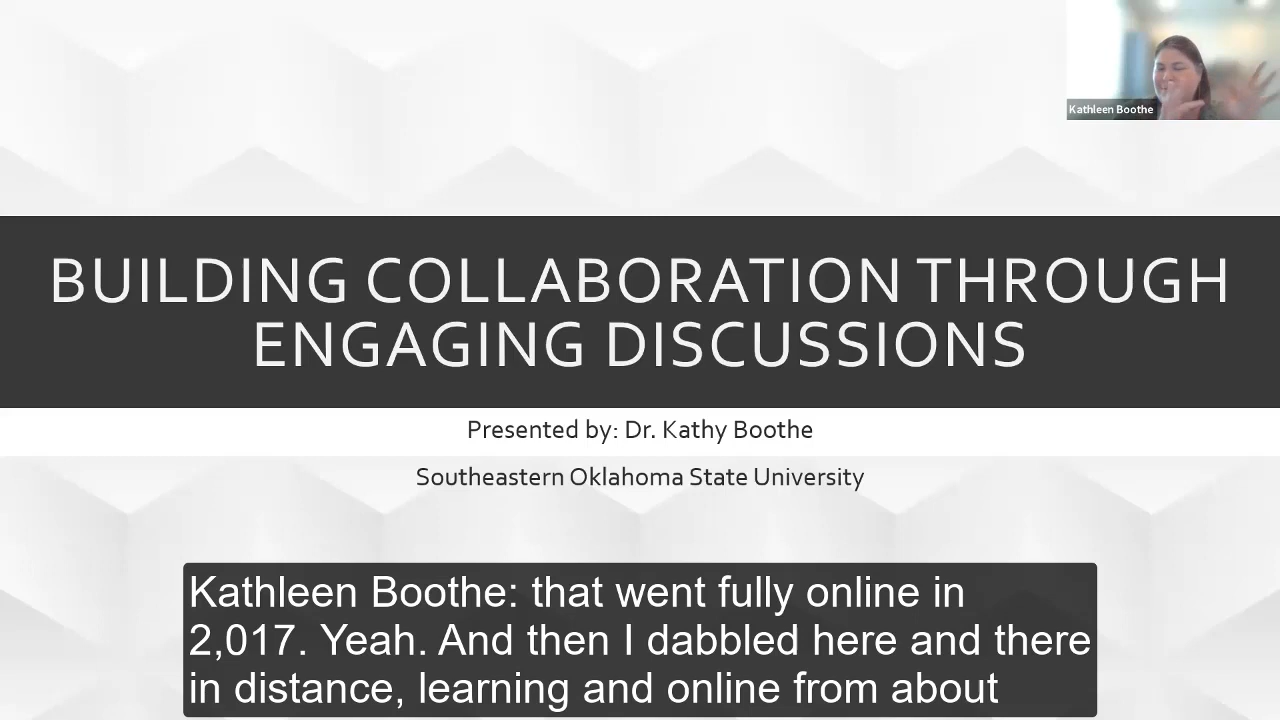 Kathleen Boothe
BUILDING COLLABORATION THROUGH
ENGAGING DISCUSSIONS
Presented by: Dr. Kathy Boothe
Southeastern Oklahoma State University
Kathleen Boothe: that went fully online in
2,017. Yeah. And then I dabbled here and there
in distance, learning and online from about